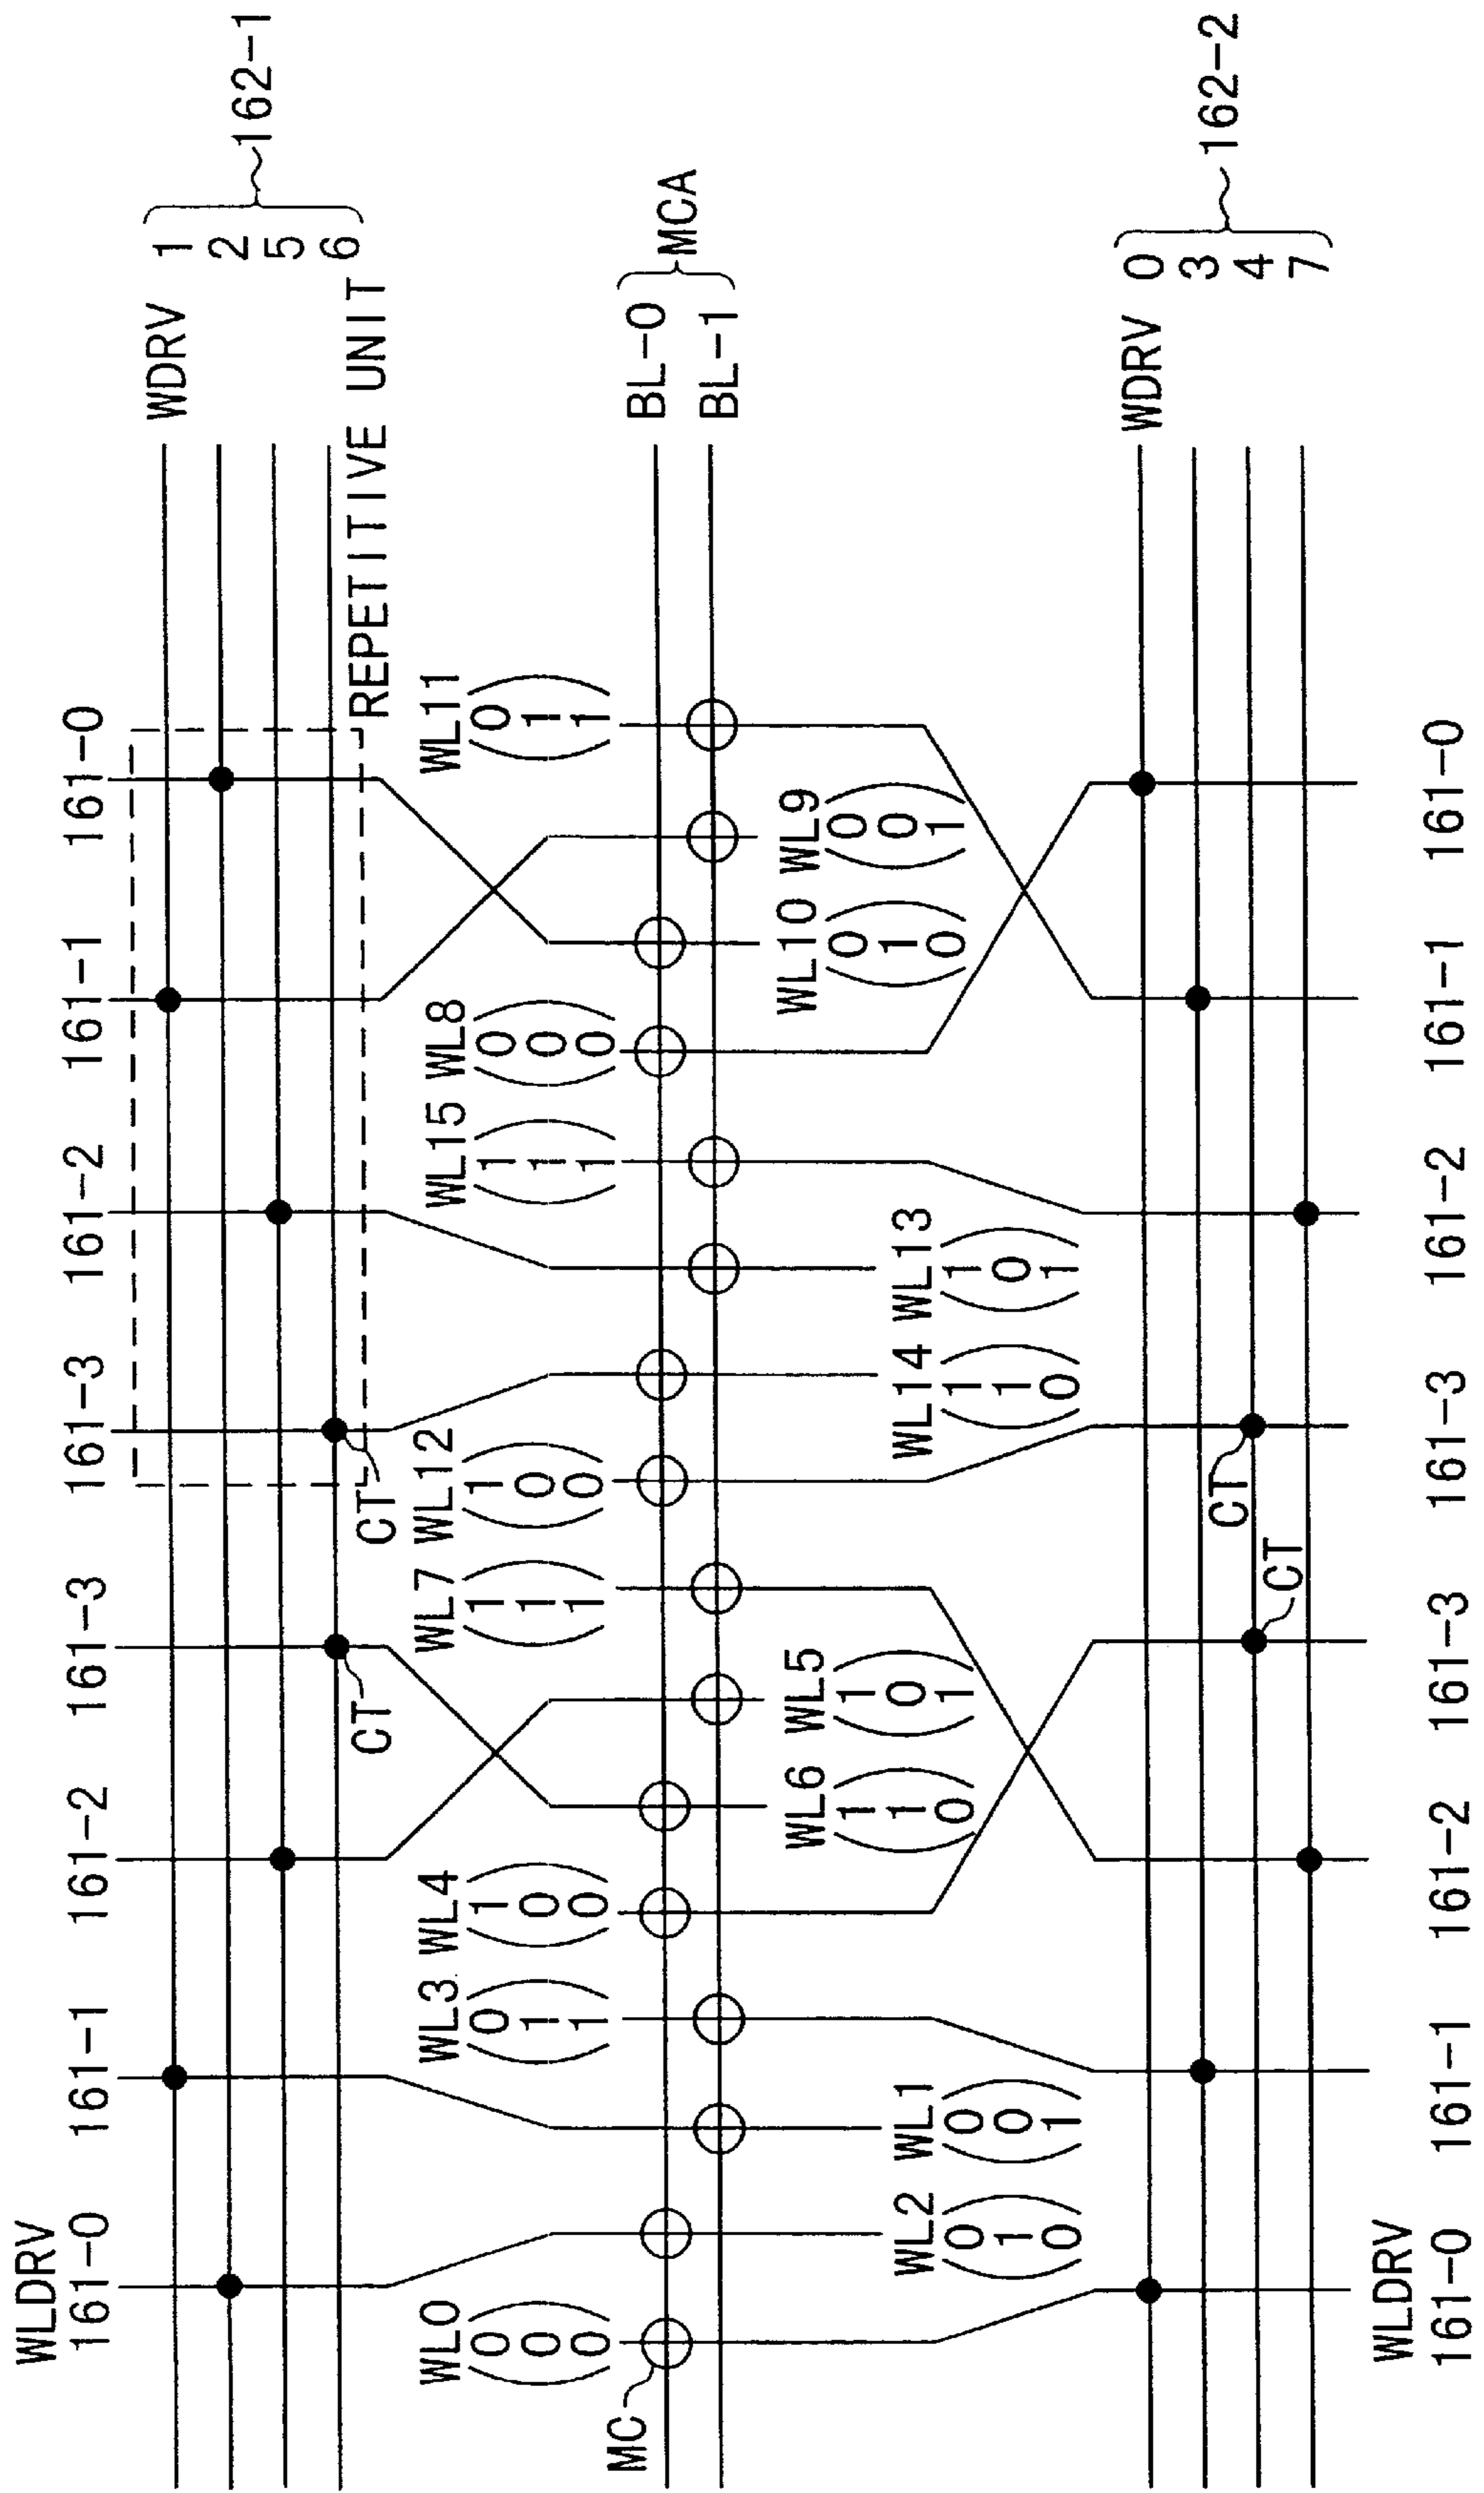 WLDRV
161-0 161-1 161-2 161-3 161-3 161-2 161-1 161-0
WDRV 1
2
5
6
162-1
REPETITIVE UNIT
CT
CT
WL0 WL3 WL4 WL7 WL12 WL15 WL8 WL11
(0) (0) (1) (1) (1) (1) (0) (0)
(0) (1) (0) (1) (0) (1) (0) (1)
(0) (1) (0) (1) (0) (1) (0) (1)
MC
BL-0
BL-1
MCA
WL6 WL5 WL10 WL9
(1) (1) (0) (0)
(1) (0) (1) (0)
(0) (1) (0) (1)
WL2 WL1 WL14 WL13
(0) (0) (1) (1)
(1) (0) (1) (0)
(0) (1) (0) (1)
WDRV 0
3
4
7
162-2
CT
CT
WLDRV
161-0 161-1 161-2 161-3 161-3 161-2 161-1 161-0